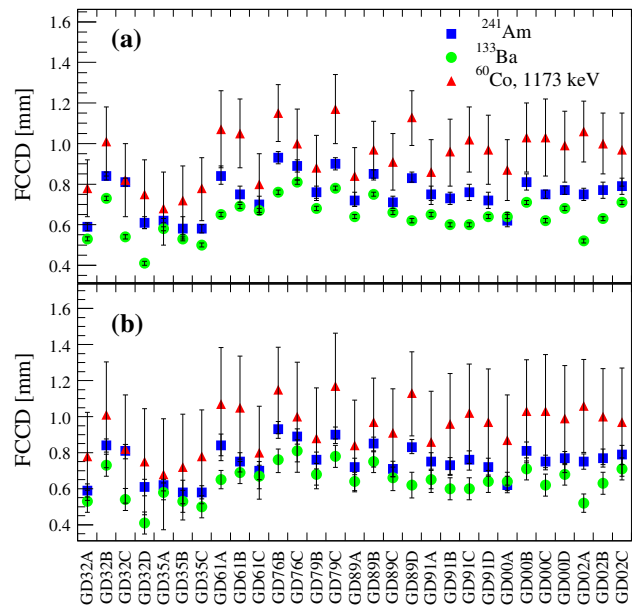 (a)
241Am
133Ba
60Co, 1173 keV
FCCD [mm]
1.6
1.4
1.2
1.0
0.8
0.6
0.4
(b)
FCCD [mm]
1.6
1.4
1.2
1.0
0.8
0.6
0.4
GD32A
GD32B
GD32C
GD32D
GD35A
GD35B
GD35C
GD61A
GD61B
GD61C
GD76B
GD76C
GD79B
GD79C
GD89A
GD89B
GD89C
GD89D
GD91A
GD91B
GD91C
GD91D
GD00A
GD00B
GD00C
GD00D
GD02A
GD02B
GD02C